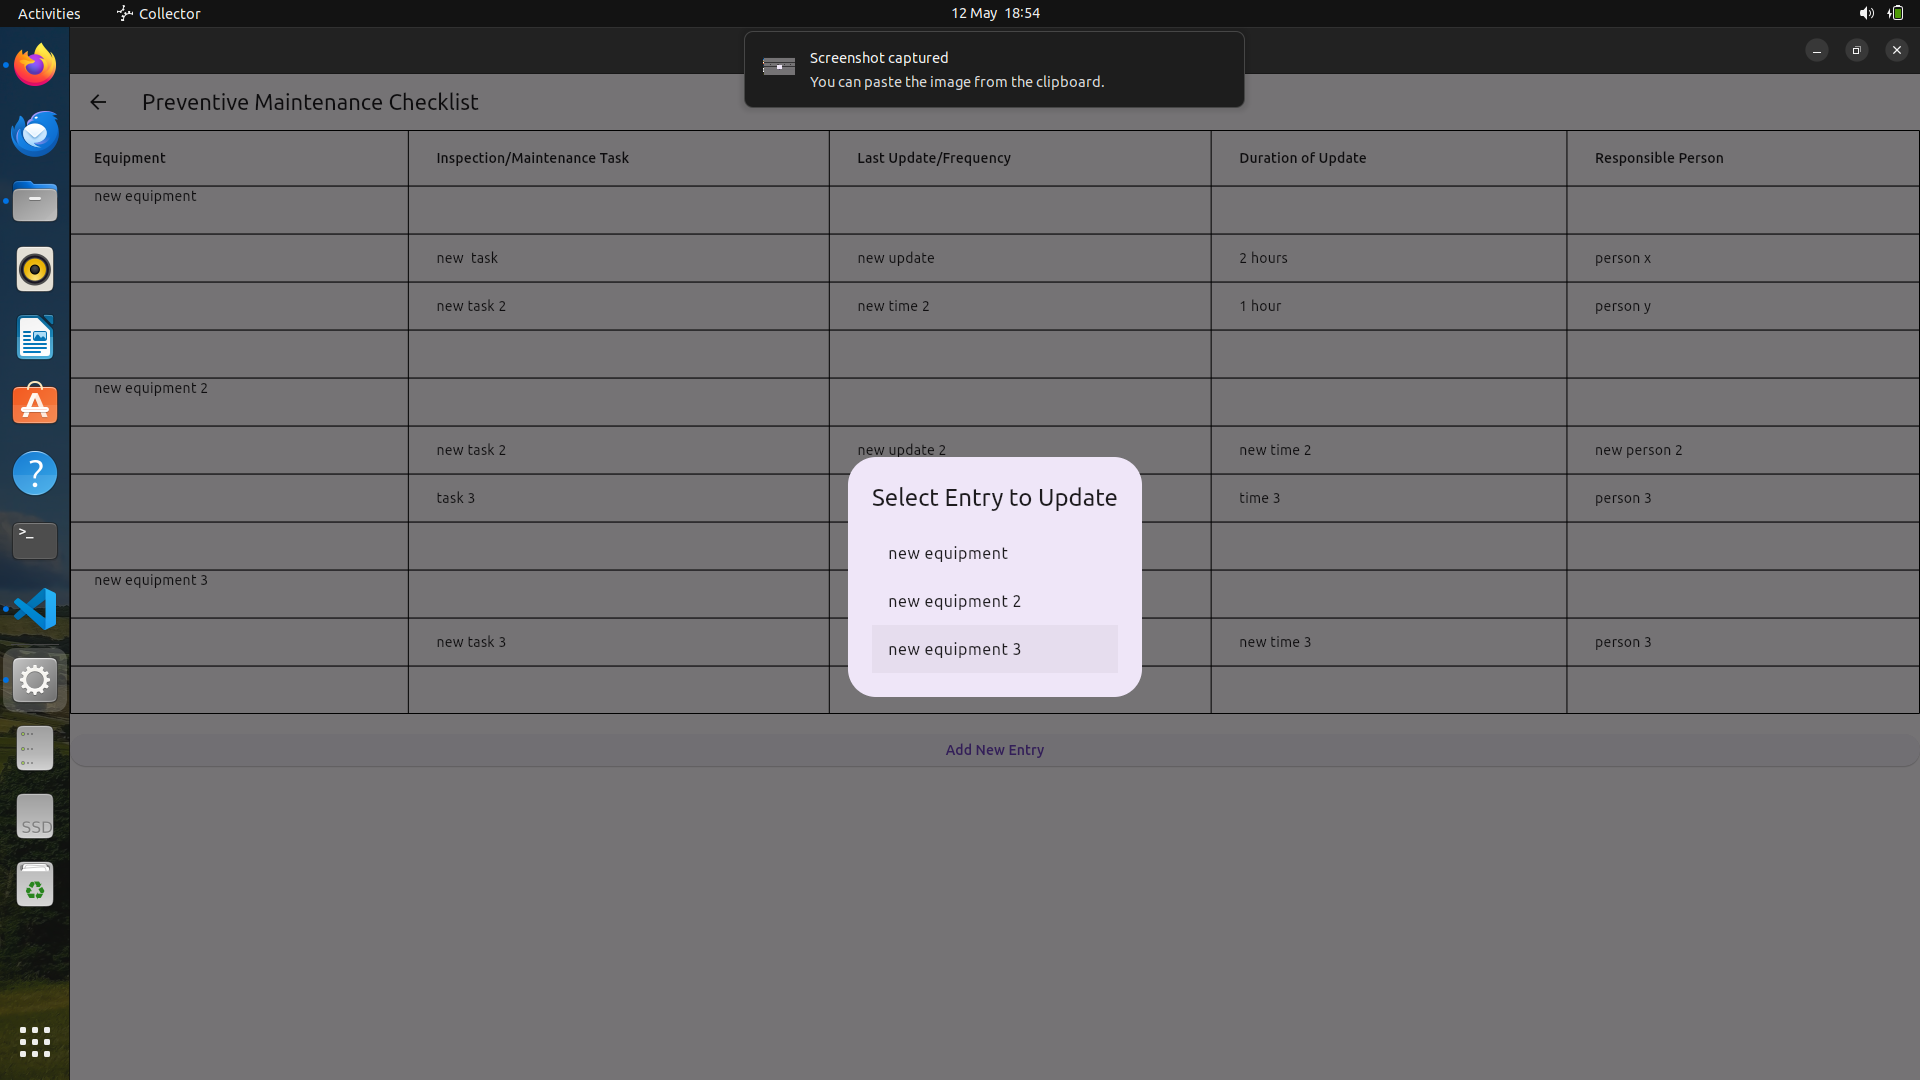 Activities Collector 12 May 18:54
Screenshot captured
You can paste the image from the clipboard.
Preventive Maintenance Checklist
Equipment Inspection/Maintenance Task Last Update/Frequency Duration of Update Responsible Person
new equipment
new task new update 2 hours person x
new task 2 new time 2 1 hour person y
new equipment 2
new task 2 new update 2 new time 2 new person 2
task 3 time 3 person 3
new equipment 3
new task 3 new time 3 person 3
Select Entry to Update
new equipment
new equipment 2
new equipment 3
Add New Entry
>_
?
SSD